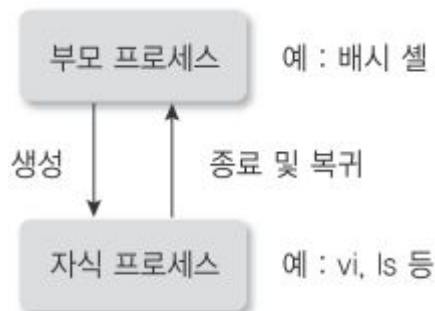 부모 프로세스 예 : 배시 셸
생성 종료 및 복귀
자식 프로세스 예 : vi, ls 등